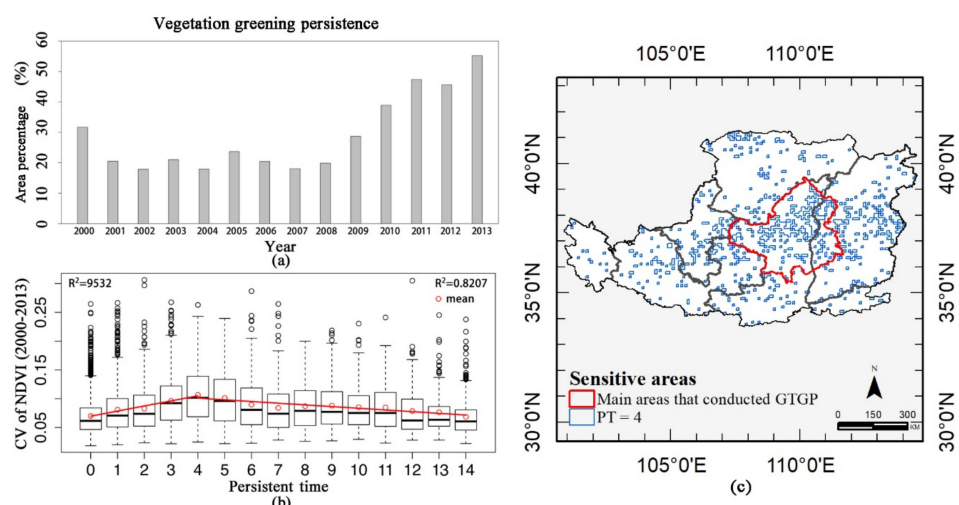 Vegetation greening persistence
Area percentage (%)
0 10 20 30 40 50 60
2000 2001 2002 2003 2004 2005 2006 2007 2008 2009 2010 2011 2012 2013
Year
(a)
CV of NDVI (2000-2013)
0.05 0.15 0.25
R²=9532
R²=0.8207
mean
0 1 2 3 4 5 6 7 8 9 10 11 12 13 14
Persistent time
(b)
105°0'E 110°0'E
40°0'N 40°0'N
35°0'N 35°0'N
30°0'N 30°0'N
Sensitive areas
Main areas that conducted GTGP
PT = 4
N
0 150 300
KM
105°0'E 110°0'E
(c)